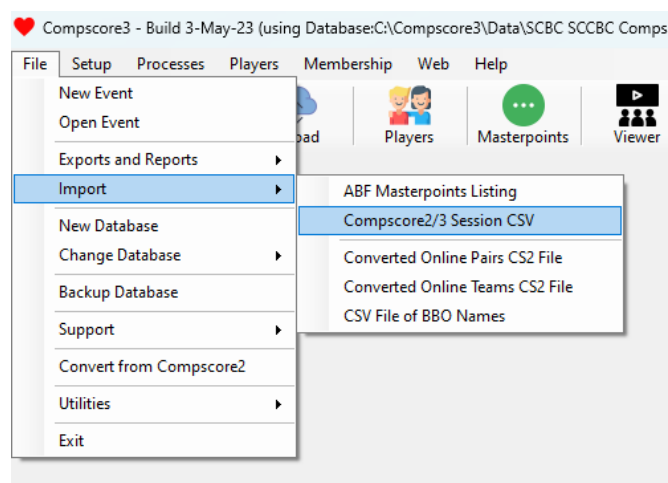 Compscore3 - Build 3-May-23 (using Database:C:\Compscore3\Data\SCBC SCCBC Comps
File Setup Processes Players Membership Web Help
New Event
Open Event
Exports and Reports
Import
New Database
Change Database
Backup Database
Support
Convert from Compscore2
Utilities
Exit
Players Masterpoints Viewer
ABF Masterpoints Listing
Compscore2/3 Session CSV
Converted Online Pairs CS2 File
Converted Online Teams CS2 File
CSV File of BBO Names